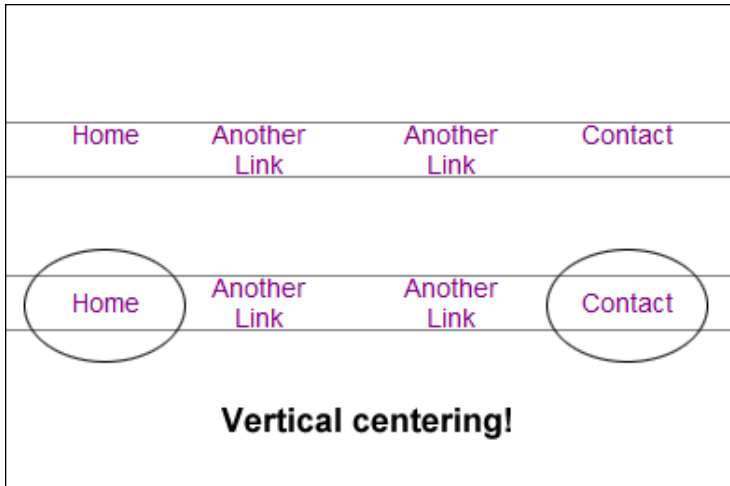 Home Another Another Contact
Link Link
Home Another Another Contact
Link Link
Vertical centering!